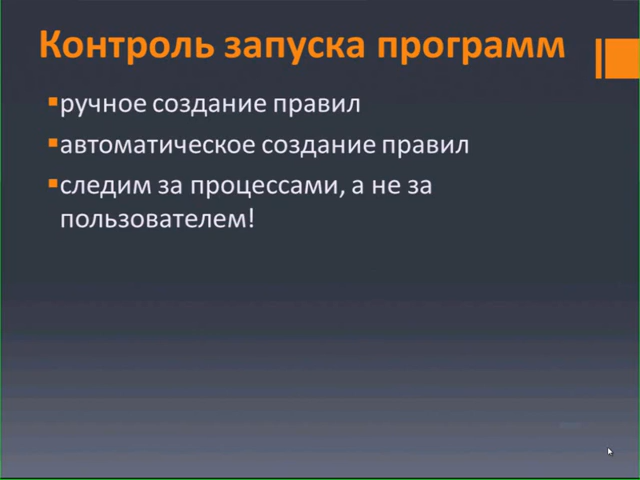 Контроль запуска программ
ручное создание правил
автоматическое создание правил
следим за процессами, а не за
пользователем!